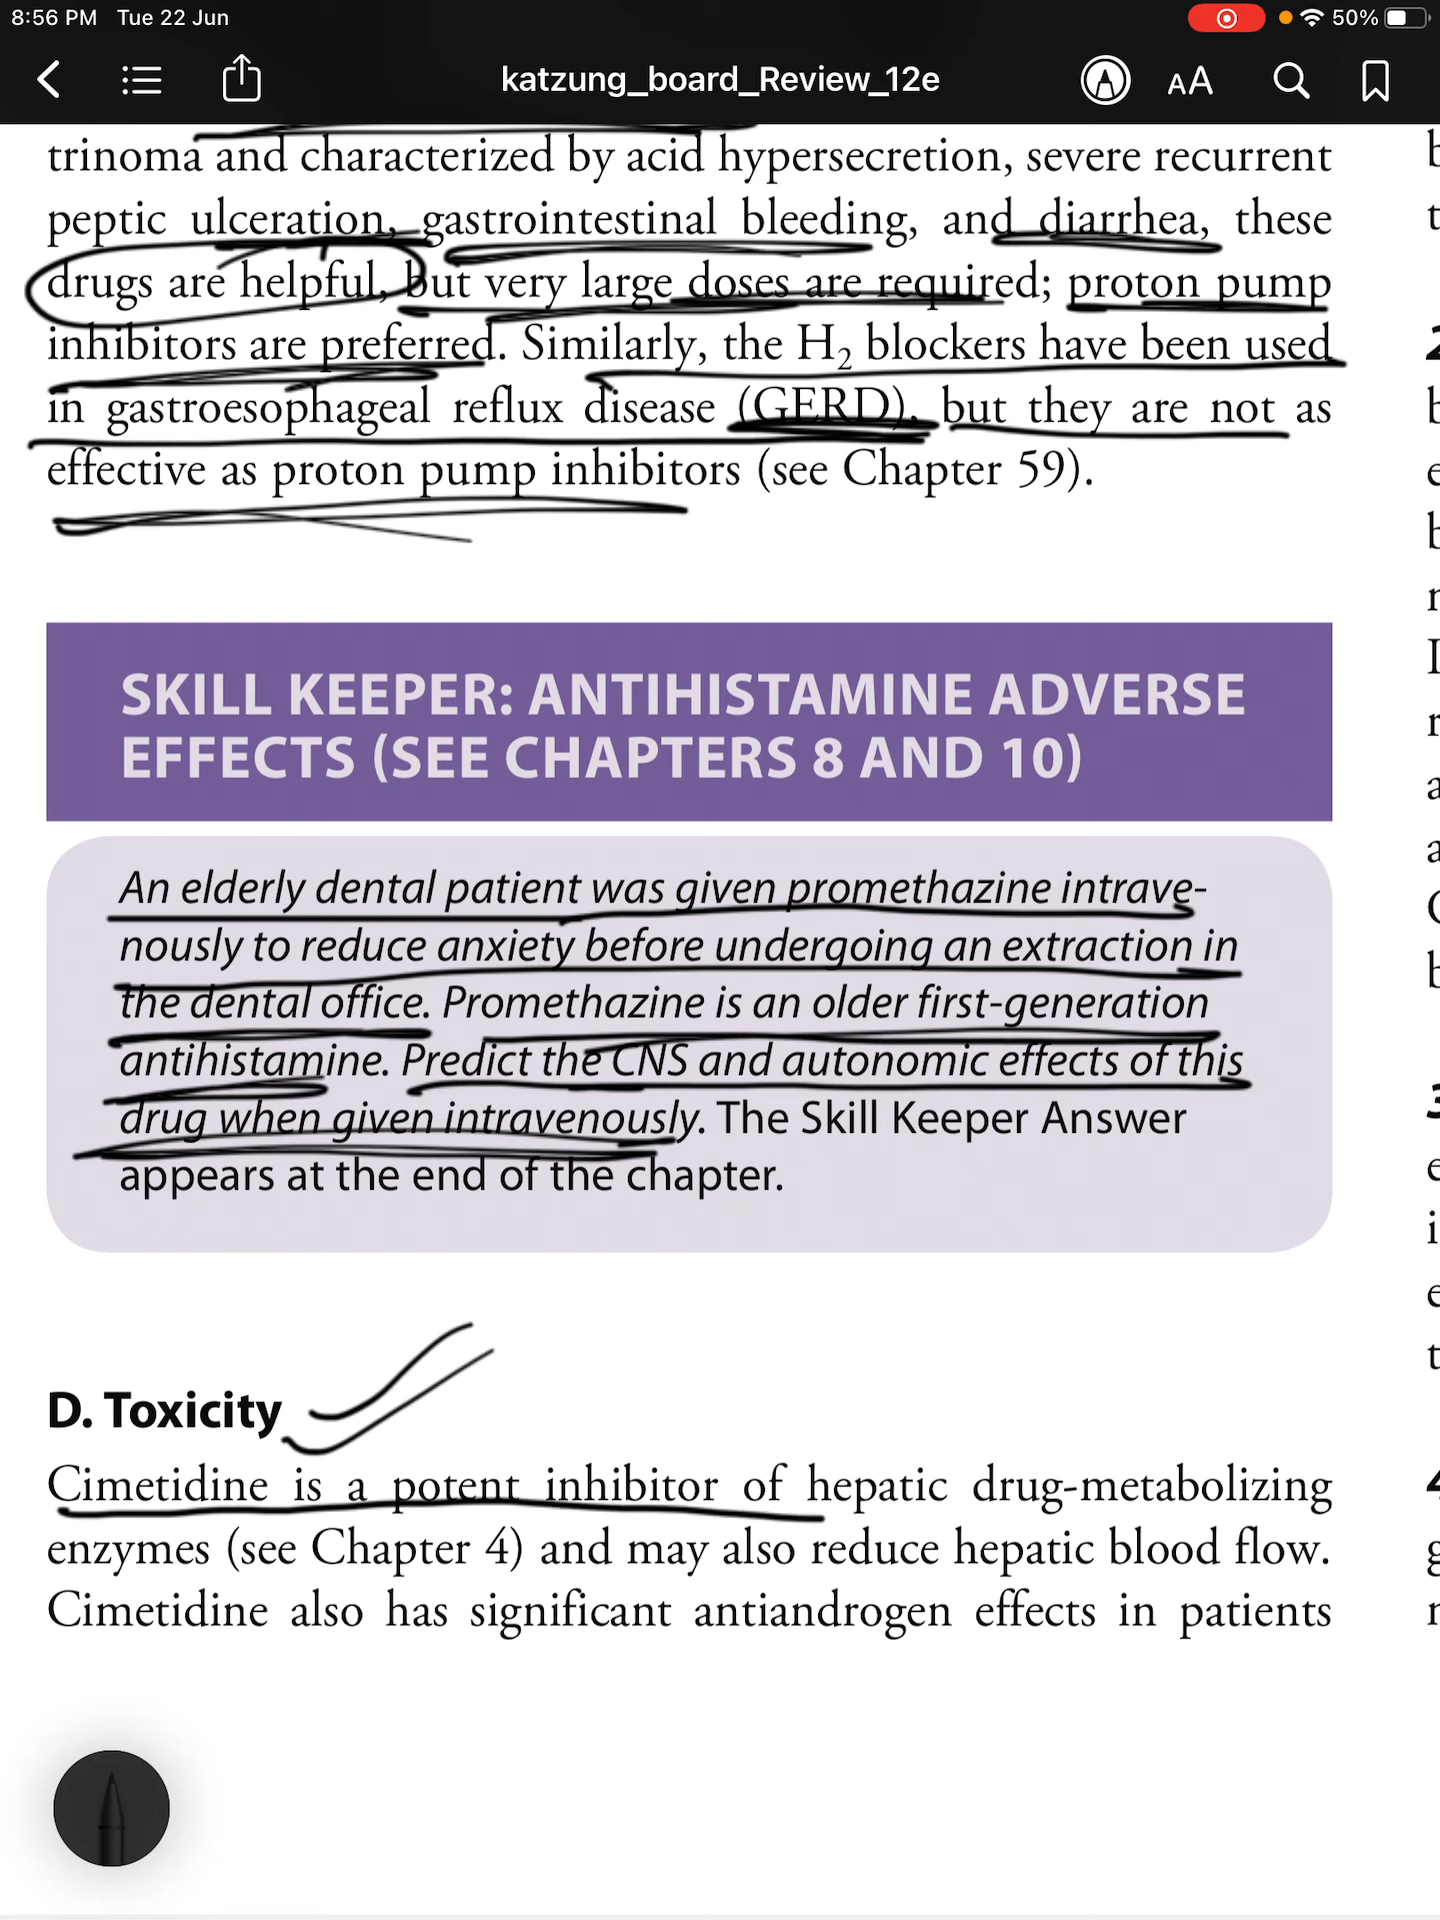 8:56 PM Tue 22 Jun
50%
katzung_board_Review_12e
AA
trinoma and characterized by acid hypersecretion, severe recurrent
peptic ulceration, gastrointestinal bleeding, and diarrhea, these
drugs are helpful, but very large doses are required; proton pump
inhibitors are preferred. Similarly, the H₂ blockers have been used
in gastroesophageal reflux disease (GERD), but they are not as
effective as proton pump inhibitors (see Chapter 59).
SKILL KEEPER: ANTIHISTAMINE ADVERSE
EFFECTS (SEE CHAPTERS 8 AND 10)
An elderly dental patient was given promethazine intrave-
nously to reduce anxiety before undergoing an extraction in
the dental office. Promethazine is an older first-generation
antihistamine. Predict the CNS and autonomic effects of this
drug when given intravenously. The Skill Keeper Answer
appears at the end of the chapter.
D. Toxicity
Cimetidine is a potent inhibitor of hepatic drug-metabolizing
enzymes (see Chapter 4) and may also reduce hepatic blood flow.
Cimetidine also has significant antiandrogen effects in patients